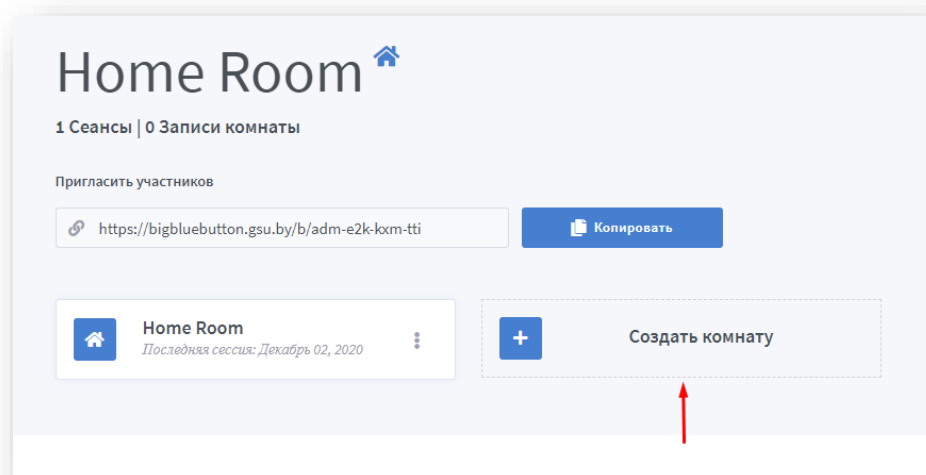 Home Room
1 Сеансы | 0 Записи комнаты
Пригласить участников
https://bigbluebutton.gsu.by/b/adm-e2k-kxm-tti
Копировать
Home Room
Последняя сессия: Декабрь 02, 2020
Создать комнату